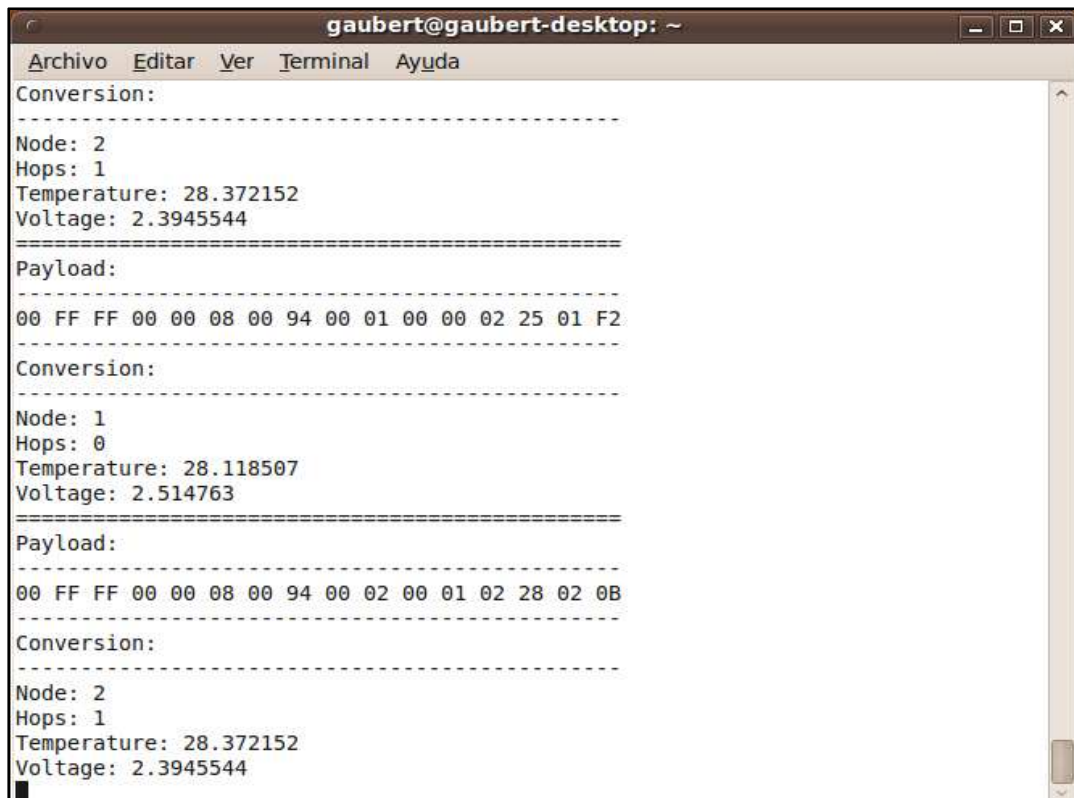 gaubert@gaubert-desktop: ~
Archivo Editar Ver Terminal Ayuda
Conversion:
-----------------------------------------------
Node: 2
Hops: 1
Temperature: 28.372152
Voltage: 2.3945544
===============================================
Payload:
-----------------------------------------------
00 FF FF 00 00 08 00 94 00 01 00 00 02 25 01 F2
-----------------------------------------------
Conversion:
-----------------------------------------------
Node: 1
Hops: 0
Temperature: 28.118507
Voltage: 2.514763
===============================================
Payload:
-----------------------------------------------
00 FF FF 00 00 08 00 94 00 02 00 01 02 28 02 0B
-----------------------------------------------
Conversion:
-----------------------------------------------
Node: 2
Hops: 1
Temperature: 28.372152
Voltage: 2.3945544